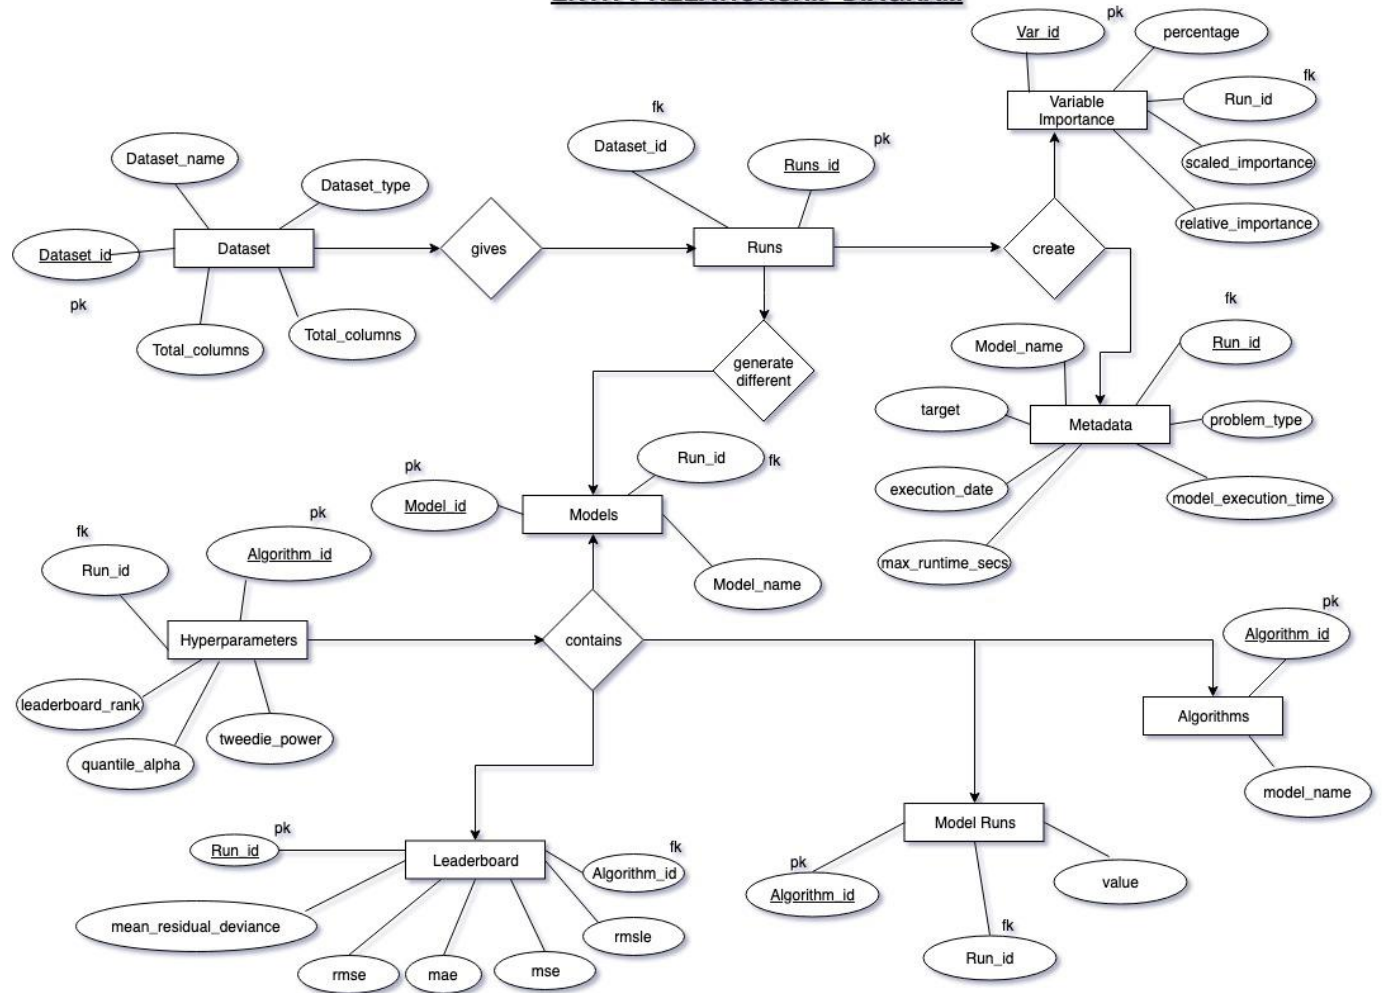 pk
Var_id
percentage
fk
Run_id
Variable
Importance
scaled_importance
relative_importance
fk
Dataset_id
pk
Runs_id
Dataset_name
Dataset_type
Dataset_id
pk
Dataset
Total_columns
Total_columns
gives
Runs
create
generate
different
fk
Run_id
Model_name
target
Metadata
problem_type
execution_date
model_execution_time
max_runtime_secs
Run_id
fk
pk
Model_id
Models
Model_name
pk
Algorithm_id
fk
Run_id
Hyperparameters
contains
leaderboard_rank
quantile_alpha
tweedie_power
pk
Algorithm_id
Algorithms
model_name
pk
Run_id
Leaderboard
fk
Algorithm_id
mean_residual_deviance
rmse
mae
mse
rmsle
Model Runs
pk
Algorithm_id
value
fk
Run_id